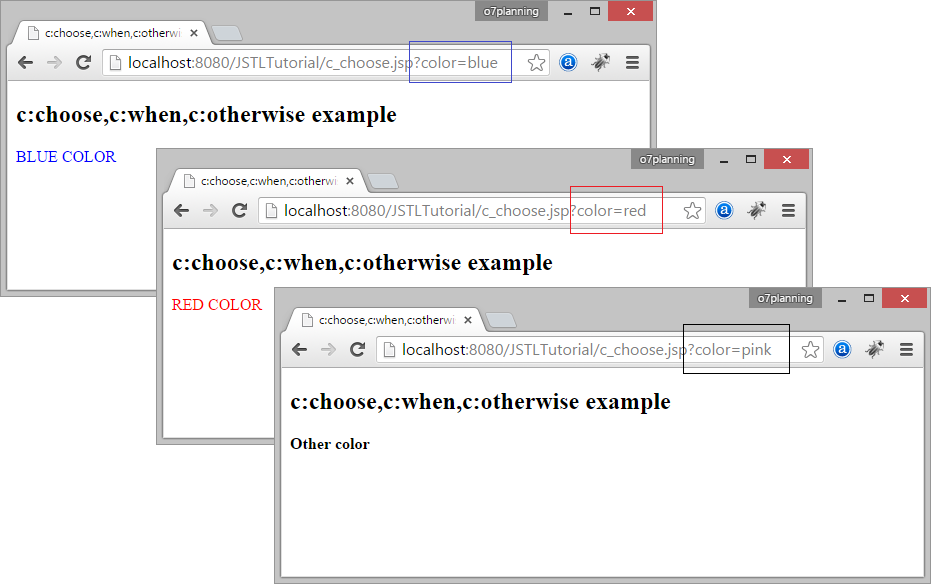 o7planning
c:choose,c:when,c:otherwi
localhost:8080/JSTLTutorial/c_choose.jsp?color=blue
c:choose,c:when,c:otherwise example
BLUE COLOR
o7planning
c:choose,c:when,c:otherwi
localhost:8080/JSTLTutorial/c_choose.jsp?color=red
c:choose,c:when,c:otherwise example
RED COLOR
o7planning
c:choose,c:when,c:otherwi
localhost:8080/JSTLTutorial/c_choose.jsp?color=pink
c:choose,c:when,c:otherwise example
Other color